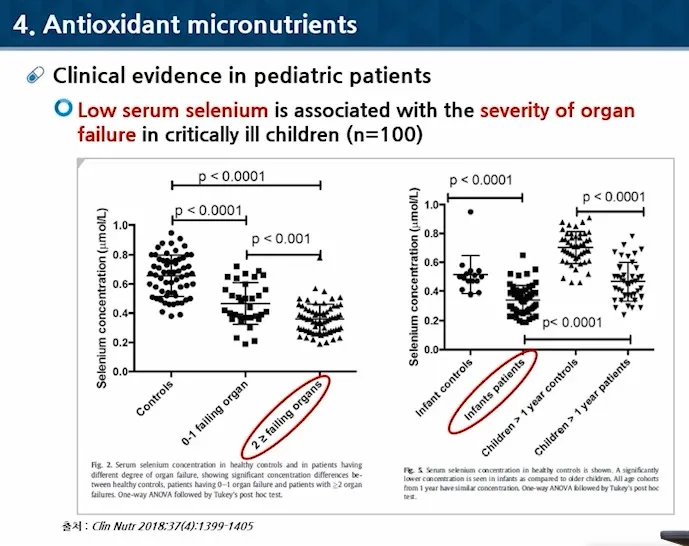 4. Antioxidant micronutrients
Clinical evidence in pediatric patients
Low serum selenium is associated with the severity of organ
failure in critically ill children (n=100)
p < 0.0001
p < 0.0001
p < 0.001
Selenium concentration (μmol/L)
1.0
0.8
0.6
0.4
0.2
0.0
Controls
0-1 failing organ
2 ≥ failing organs
Fig. 2. Serum selenium concentration in healthy controls and in patients having
different degree of organ failure, showing significant concentration differences be-
tween healthy controls, patients having 0–1 organ failure and patients with ≥2 organ
failures. One-way ANOVA followed by Tukey's post hoc test.
p < 0.0001
p < 0.0001
p< 0.0001
Selenium concentration (μmol/L)
1.0
0.8
0.6
0.4
0.2
0.0
Infant controls
Infants patients
Children > 1 year controls
Children > 1 year patients
Fig. 5. Serum selenium concentration in healthy controls is shown. A significantly
lower concentration is seen in infants as compared to older children. All age cohorts
from 1 year have similar concentration. One-way ANOVA followed by Tukey's post hoc
test.
출처 : Clin Nutr 2018;37(4):1399-1405